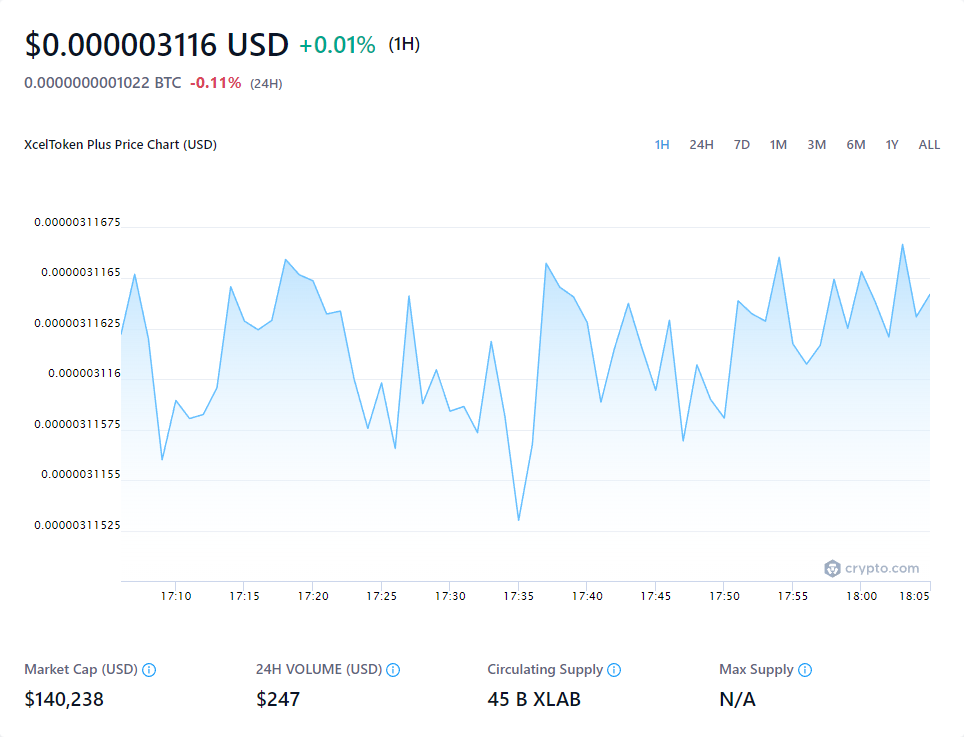 $0.000003116 USD +0.01% (1H)
0.0000000001022 BTC -0.11% (24H)
XcelToken Plus Price Chart (USD) 1H 24H 7D 1M 3M 6M 1Y ALL
0.00000311675
0.0000031165
0.00000311625
0.000003116
0.00000311575
0.0000031155
0.00000311525
crypto.com
17:10 17:15 17:20 17:25 17:30 17:35 17:40 17:45 17:50 17:55 18:00 18:05
Market Cap (USD) 24H VOLUME (USD) Circulating Supply Max Supply
$140,238 $247 45 B XLAB N/A